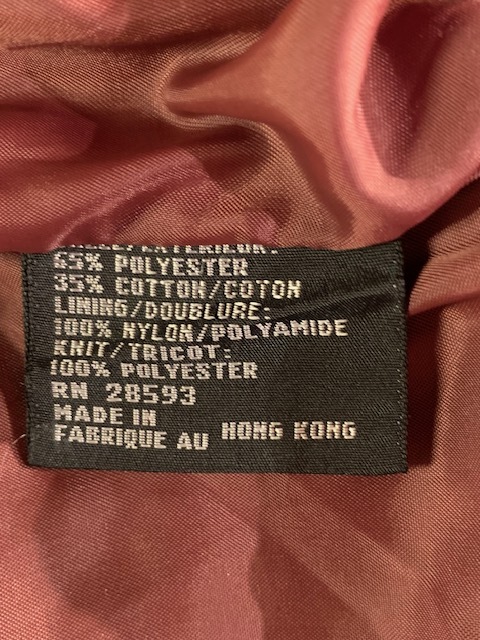 65% POLYESTER
35% COTTON/COTON
LINING/DOUBLURE:
100% NYLON/POLYAMIDE
KNIT/TRICOT:
100% POLYESTER
RN 28593
MADE IN
FABRIQUE AU HONG KONG